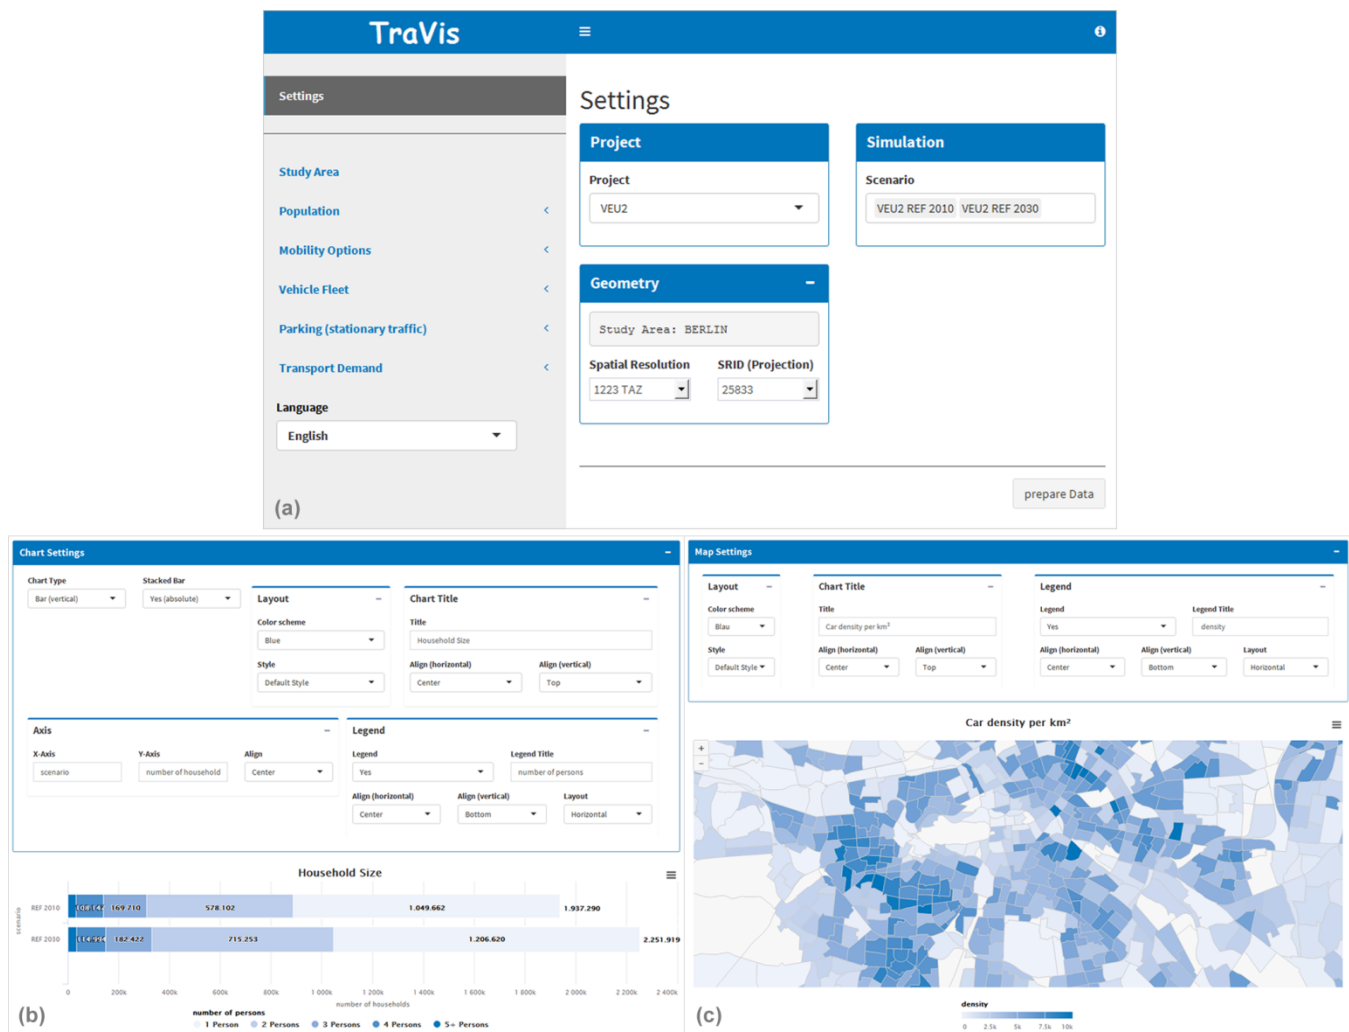 TraVis
Settings
Settings
Project
Simulation
Project
Scenario
VEU2
VEU2 REF 2010 VEU2 REF 2030
Study Area
Population
Mobility Options
Vehicle Fleet
Parking (stationary traffic)
Transport Demand
Language
English
Geometry
Study Area: BERLIN
Spatial Resolution SRID (Projection)
1223 TAZ 25833
prepare Data
(a)
Chart Settings
Chart Type Stacked Bar
Bar (vertical) Yes (absolute)
Layout
Color scheme
Blue
Style
Default Style
Chart Title
Title
Household Size
Align (horizontal) Align (vertical)
Center Top
Axis
X-Axis Y-Axis Align
scenario number of household Center
Legend
Legend Legend Title
Yes number of persons
Align (horizontal) Align (vertical) Layout
Center Bottom Horizontal
Household Size
scenario
REF 2010 169 710 578.102 1.049.662 1.937.290
REF 2030 182 422 715.253 1.206.620 2.251.919
0 200k 400k 600k 800k 1 000k 1 200k 1 400k 1 600k 1 800k 2 000k 2 200k 2 400k
number of households
number of persons
1 Person 2 Persons 3 Persons 4 Persons 5+ Persons
(b)
Map Settings
Layout
Color scheme
Blau
Style
Default Style
Chart Title
Title
Car density per km²
Align (horizontal) Align (vertical)
Center Top
Legend
Legend Legend Title
Yes density
Align (horizontal) Align (vertical) Layout
Center Bottom Horizontal
Car density per km²
+
−
density
0 2.5k 5k 7.5k 10k
(c)